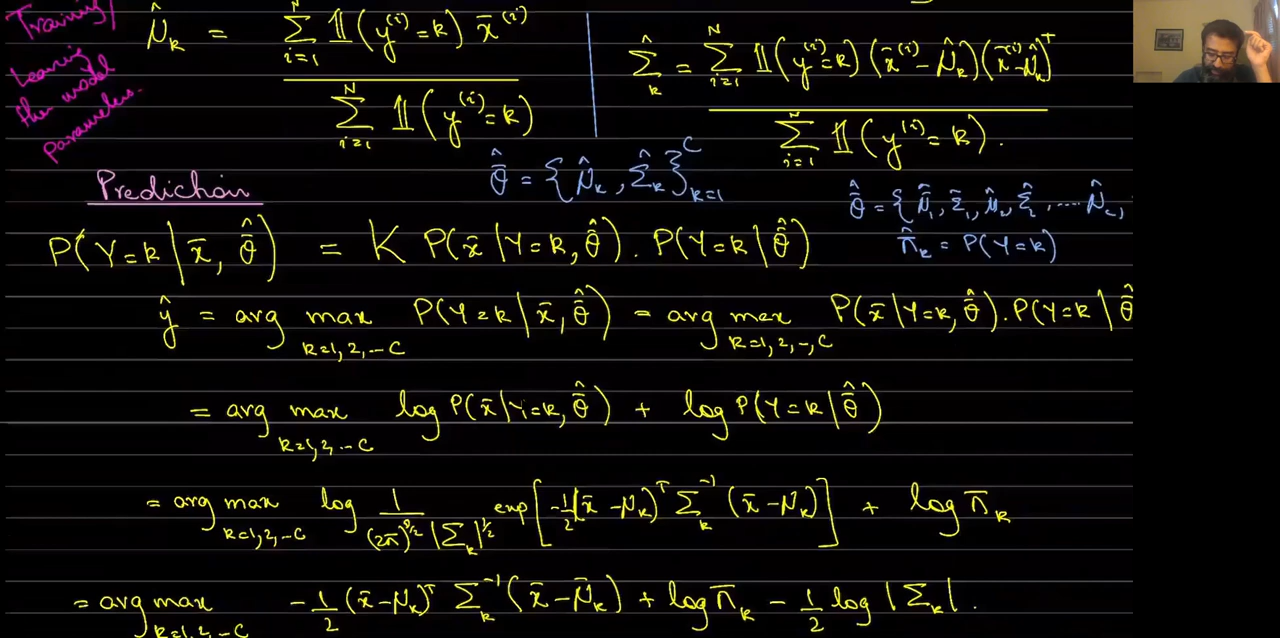 Training/
Learning
the model
parameters.
μ̂_k = Σ_{i=1}^{N} 𝟙(y^(i)=k) x̄^(i) / Σ_{i=1}^{N} 𝟙(y^(i)=k)
Σ̂_k = Σ_{i=1}^{N} 𝟙(y^(i)=k)(x̄^(i)-μ̂_k)(x̄^(i)-μ̂_k)^T / Σ_{i=1}^{N} 𝟙(y^(i)=k).
θ̄̂ = {μ̂_k, Σ̂_k}_{k=1}^{C}
Prediction
θ̄̂ = {μ̂_1, Σ̂_1, μ̂_2, Σ̂_2, .... μ̂_C,
π̂_k = P(Y=k)
P(Y=k|x̄, θ̄̂) = K P(x̄|Y=k, θ̄̂). P(Y=k|θ̄̂)
ŷ = arg max_{k=1,2,--C} P(Y=k|x̄, θ̄̂) = arg max_{k=1,2,-,C} P(x̄|Y=k, θ̄̂). P(Y=k|θ̄̂
= arg max_{k=1,2,--C} log P(x̄|Y=k, θ̄̂) + log P(Y=k|θ̄̂)
= arg max_{k=1,2,--C} log 1/((2π)^{D/2} |Σ_k|^{1/2}) exp[-1/2(x̄-μ_k)^T Σ_k^{-1} (x̄-μ_k)] + log π_k
= arg max_{k=1,2,--C} -1/2 (x̄-μ_k)^T Σ_k^{-1} (x̄-μ̄_k) + log π_k - 1/2 log |Σ_k|.